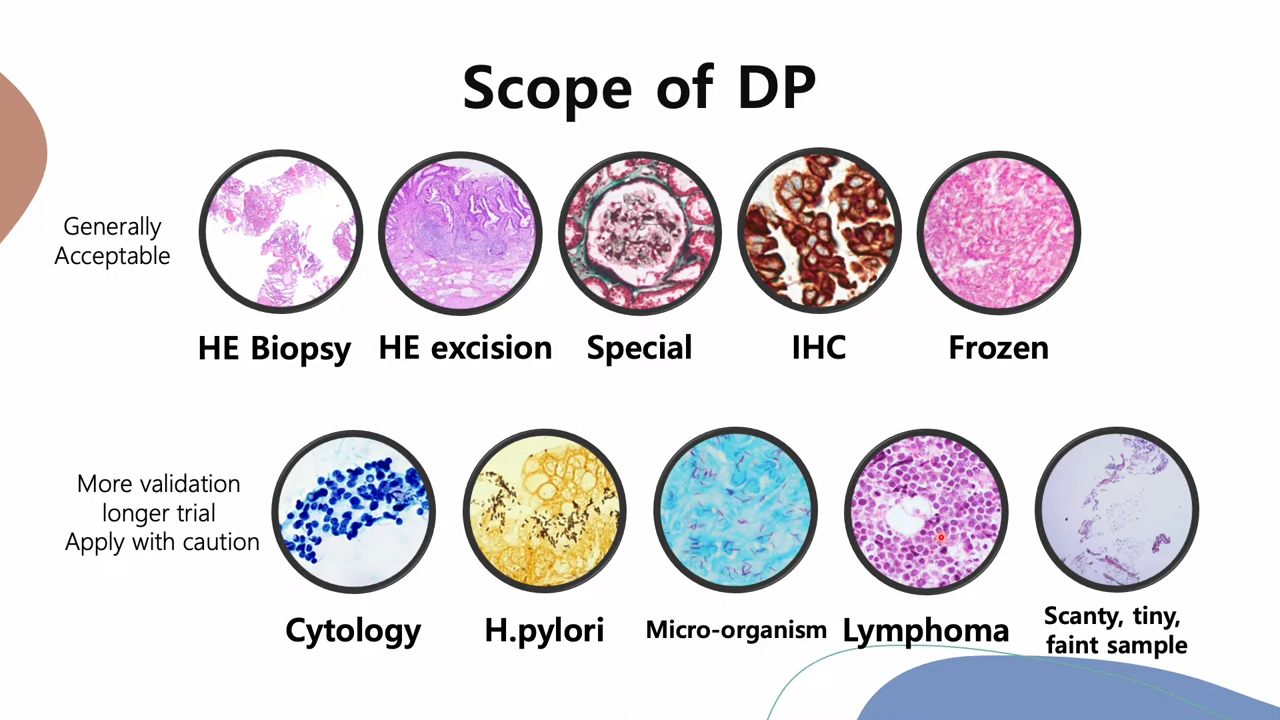 Scope of DP
Generally
Acceptable
HE Biopsy
HE excision
Special
IHC
Frozen
More validation
longer trial
Apply with caution
Cytology
H.pylori
Micro-organism
Lymphoma
Scanty, tiny,
faint sample